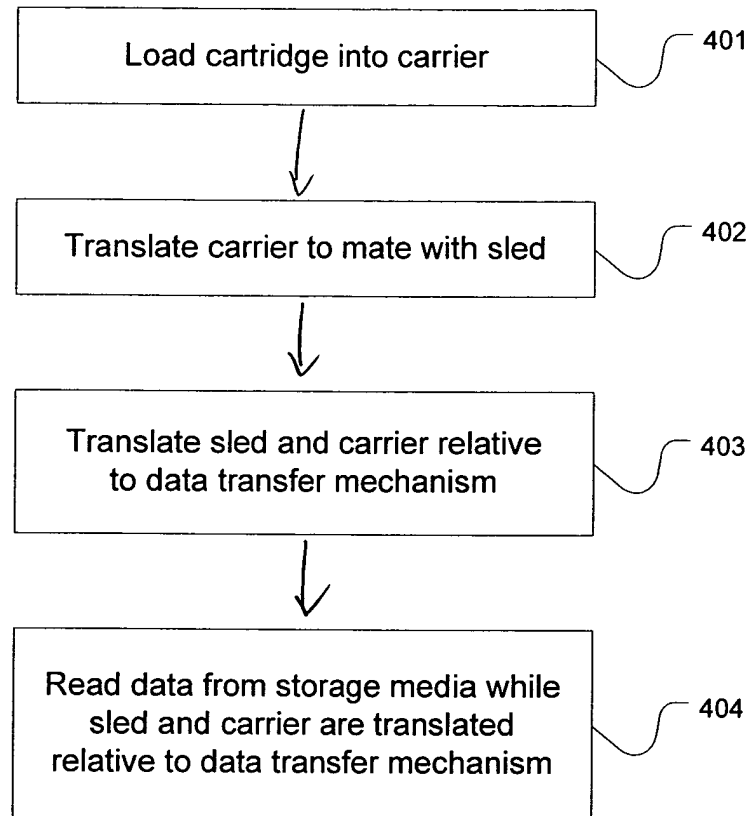 Load cartridge into carrier
401
Translate carrier to mate with sled
402
Translate sled and carrier relative
to data transfer mechanism
403
Read data from storage media while
sled and carrier are translated
relative to data transfer mechanism
404